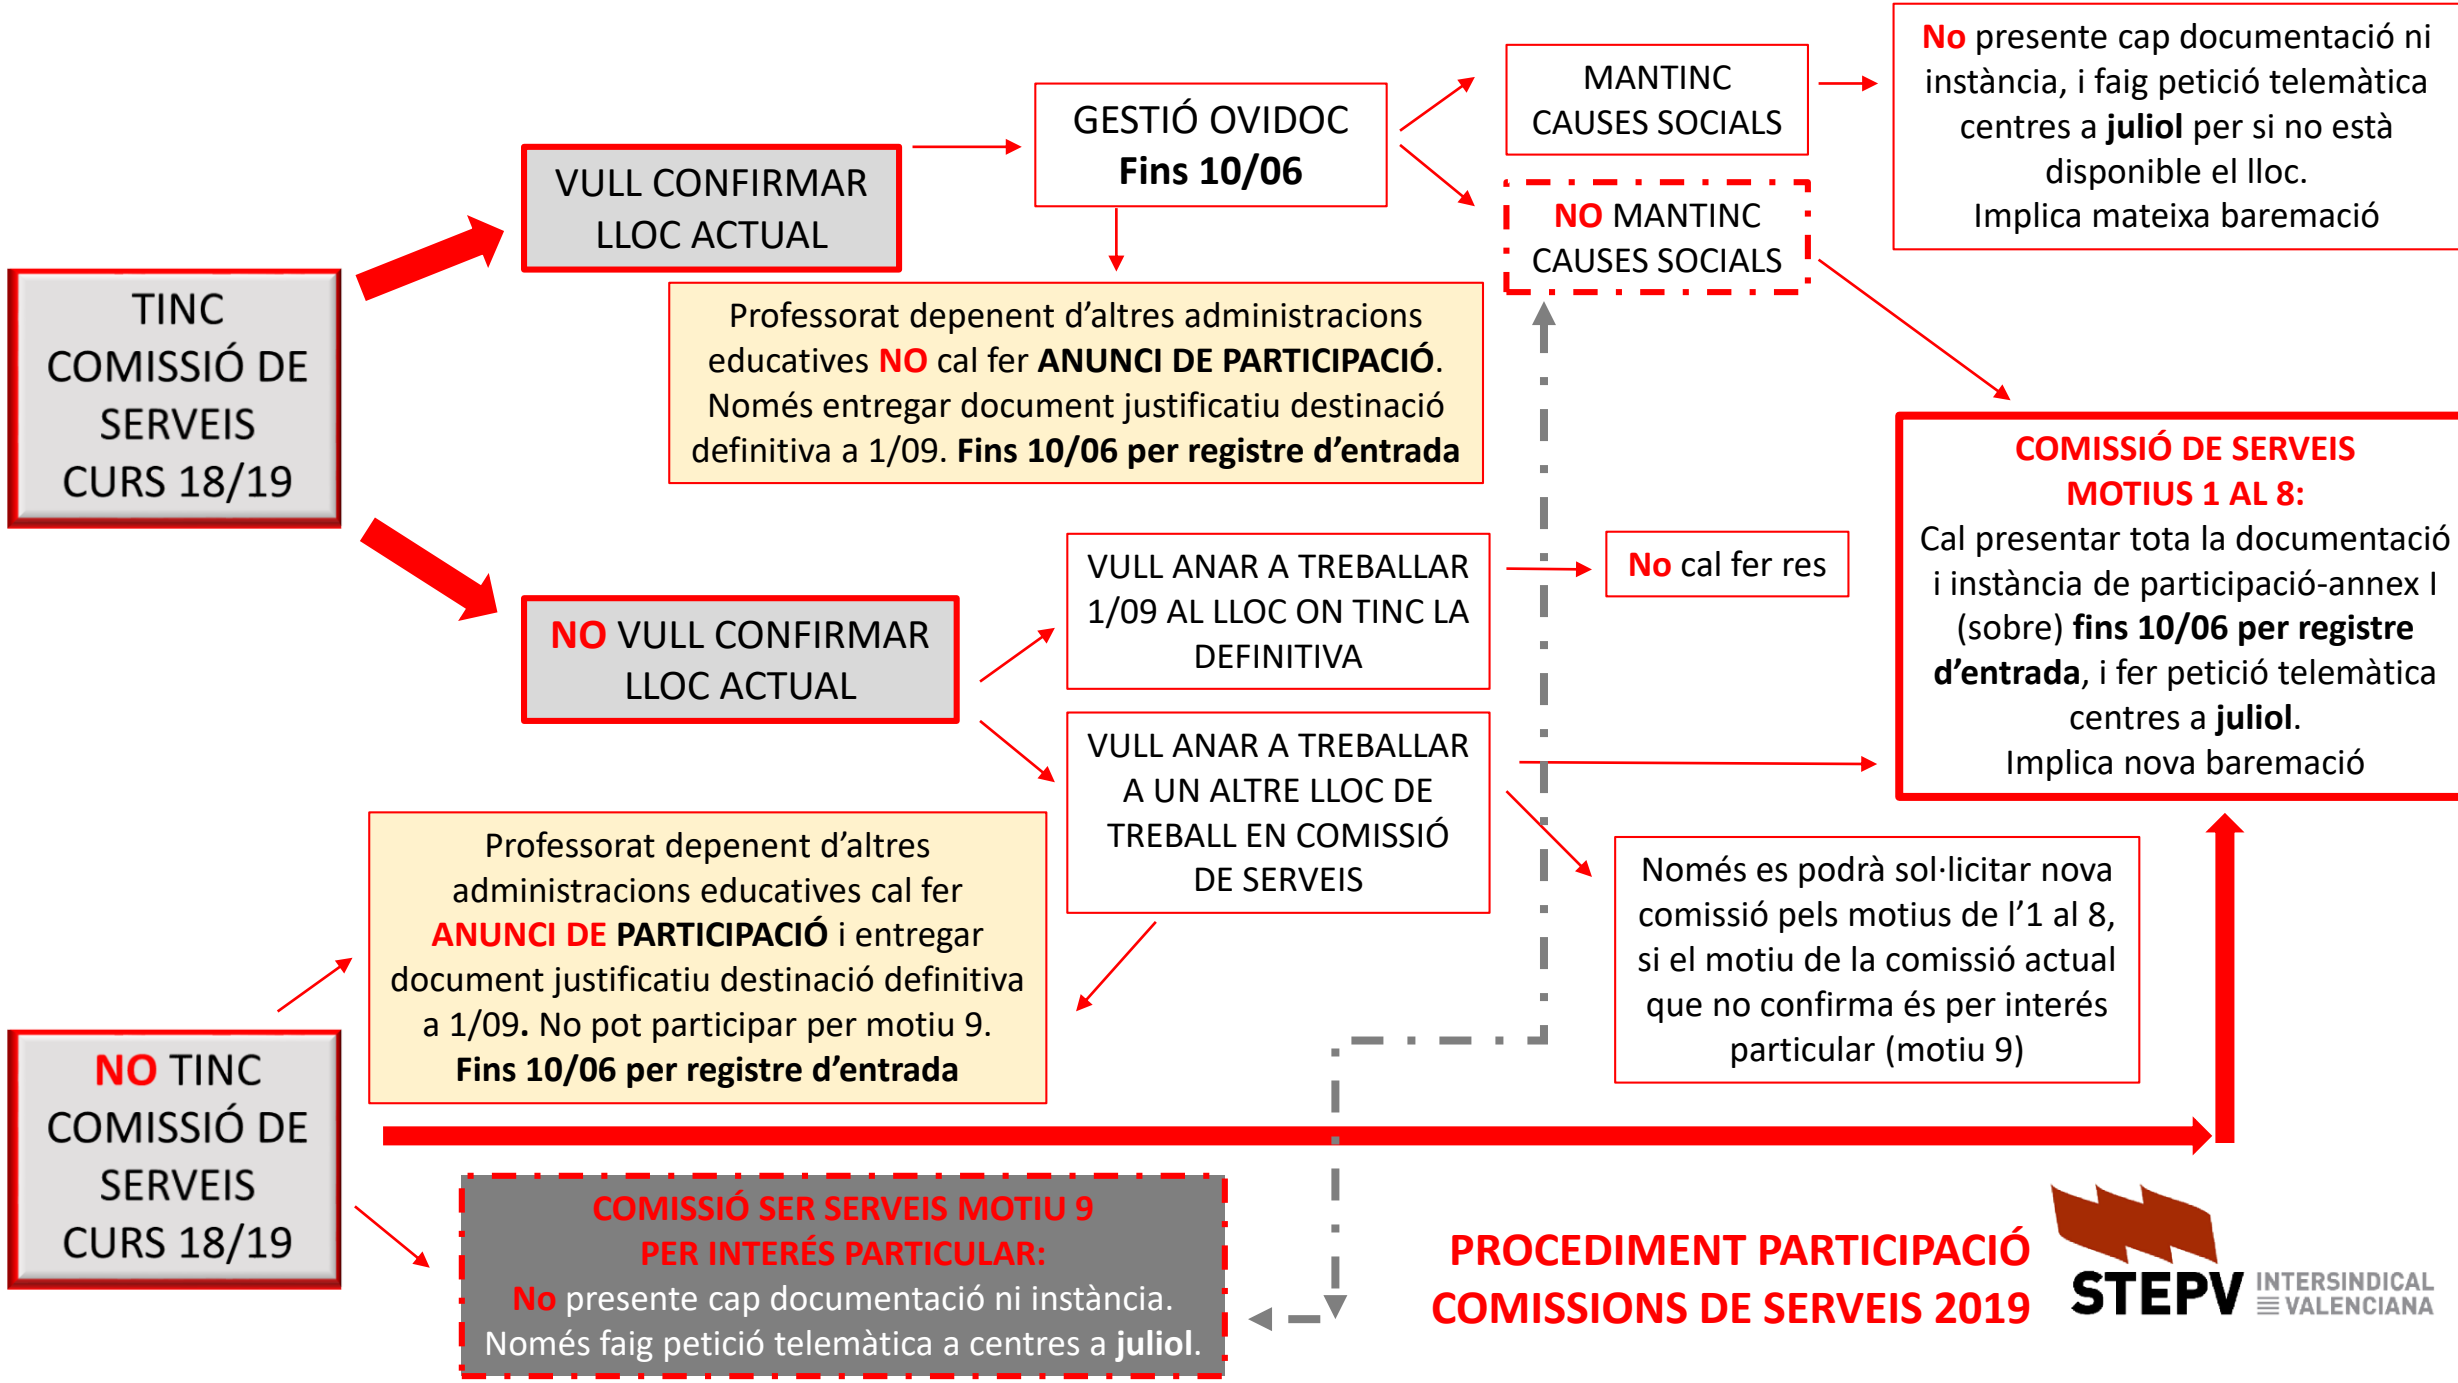 TINC
COMISSIÓ DE
SERVEIS
CURS 18/19
VULL CONFIRMAR
LLOC ACTUAL
GESTIÓ OVIDOC
Fins 10/06
MANTINC
CAUSES SOCIALS
No presente cap documentació ni
instància, i faig petició telemàtica
centres a juliol per si no està
disponible el lloc.
Implica mateixa baremació
NO MANTINC
CAUSES SOCIALS
Professorat depenent d’altres administracions
educatives NO cal fer ANUNCI DE PARTICIPACIÓ.
Només entregar document justificatiu destinació
definitiva a 1/09. Fins 10/06 per registre d’entrada
COMISSIÓ DE SERVEIS
MOTIUS 1 AL 8:
Cal presentar tota la documentació
i instància de participació-annex I
(sobre) fins 10/06 per registre
d’entrada, i fer petició telemàtica
centres a juliol.
Implica nova baremació
NO VULL CONFIRMAR
LLOC ACTUAL
VULL ANAR A TREBALLAR
1/09 AL LLOC ON TINC LA
DEFINITIVA
No cal fer res
VULL ANAR A TREBALLAR
A UN ALTRE LLOC DE
TREBALL EN COMISSIÓ
DE SERVEIS
Només es podrà sol·licitar nova
comissió pels motius de l’1 al 8,
si el motiu de la comissió actual
que no confirma és per interés
particular (motiu 9)
Professorat depenent d’altres
administracions educatives cal fer
ANUNCI DE PARTICIPACIÓ i entregar
document justificatiu destinació definitiva
a 1/09. No pot participar per motiu 9.
Fins 10/06 per registre d’entrada
NO TINC
COMISSIÓ DE
SERVEIS
CURS 18/19
COMISSIÓ SER SERVEIS MOTIU 9
PER INTERÉS PARTICULAR:
No presente cap documentació ni instància.
Només faig petició telemàtica a centres a juliol.
PROCEDIMENT PARTICIPACIÓ
COMISSIONS DE SERVEIS 2019
STEPV INTERSINDICAL
VALENCIANA